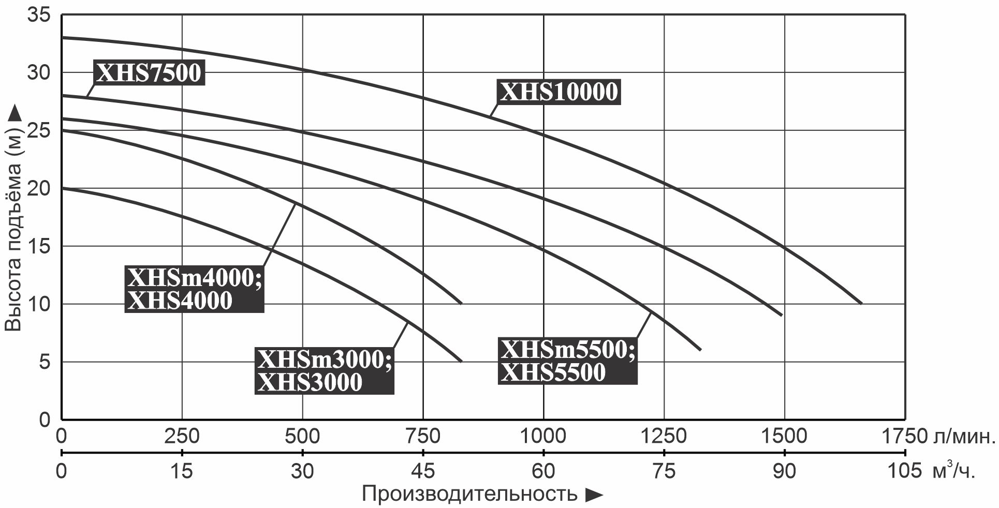 Высота подъёма (м)
35
30
25
20
15
10
5
0
XHS7500
XHS10000
XHSm4000;
XHS4000
XHSm3000;
XHS3000
XHSm5500;
XHS5500
0 250 500 750 1000 1250 1500 1750 л/мин.
0 15 30 45 60 75 90 105 м³/ч.
Производительность